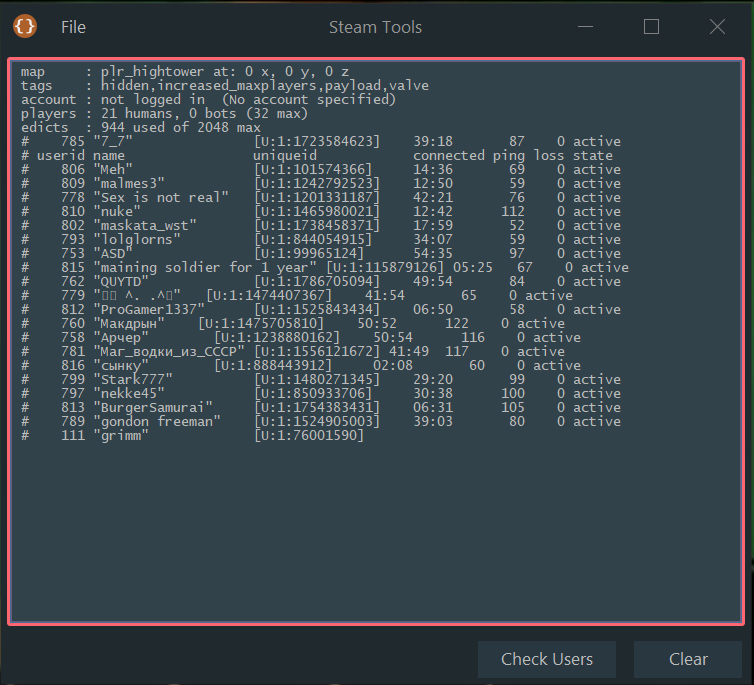 File
Steam Tools
map     : plr_hightower at: 0 x, 0 y, 0 z
tags    : hidden,increased_maxplayers,payload,valve
account : not logged in  (No account specified)
players : 21 humans, 0 bots (32 max)
edicts  : 944 used of 2048 max
#    785 "7_7"               [U:1:1723584623]    39:18       87    0 active
# userid name                uniqueid            connected ping loss state
#    806 "Meh"               [U:1:101574366]     14:36       69    0 active
#    809 "malmes3"           [U:1:1242792523]    12:50       59    0 active
#    778 "Sex is not real"   [U:1:1201331187]    42:21       76    0 active
#    810 "nuke"              [U:1:1465980021]    12:42      112    0 active
#    802 "maskata_wst"       [U:1:1738458371]    17:59       52    0 active
#    793 "lolglorns"         [U:1:844054915]     34:07       59    0 active
#    753 "ASD"               [U:1:99965124]      54:35       97    0 active
#    815 "maining soldier for 1 year" [U:1:115879126] 05:25   67    0 active
#    762 "QUYTD"             [U:1:1786705094]    49:54       84    0 active
#    779 " ^. .^"   [U:1:1474407367]    41:54       65    0 active
#    812 "ProGamer1337"      [U:1:1525843434]    06:50       58    0 active
#    760 "Макдрын"    [U:1:1475705810]    50:52      122    0 active
#    758 "Арчер"        [U:1:1238880162]    50:54      116    0 active
#    781 "Маг_водки_из_СССР" [U:1:1556121672] 41:49  117    0 active
#    816 "сынку"        [U:1:888443912]     02:08       60    0 active
#    799 "Stark777"          [U:1:1480271345]    29:20       99    0 active
#    797 "nekke45"           [U:1:850933706]     30:38      100    0 active
#    813 "BurgerSamurai"     [U:1:1754383431]    06:31      105    0 active
#    789 "gondon freeman"    [U:1:1524905003]    39:03       80    0 active
#    111 "grimm"             [U:1:76001590]
Check Users
Clear